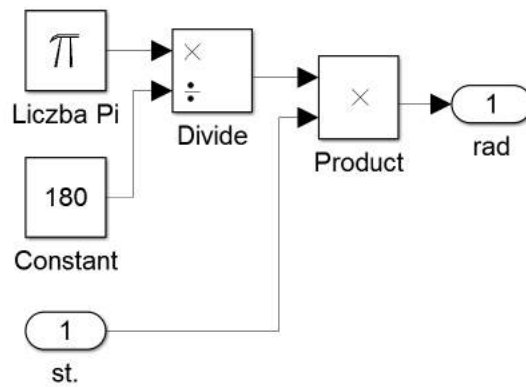 π
Liczba Pi
×
÷
Divide
×
Product
1
rad
180
Constant
1
st.